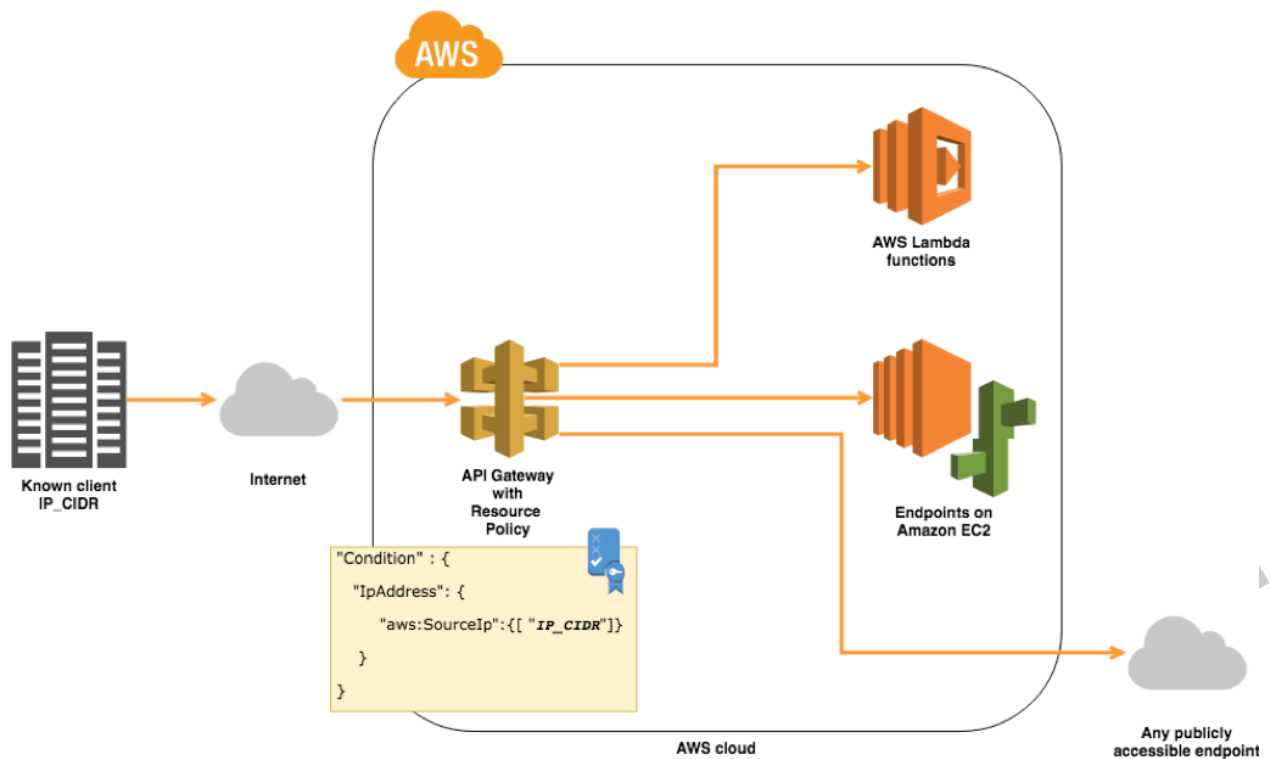 AWS
AWS Lambda
functions
Known client
IP_CIDR
Internet
API Gateway
with
Resource
Policy
Endpoints on
Amazon EC2
"Condition" : {
"IpAddress": {
"aws:SourceIp":{[ "IP_CIDR"]}
}
}
Any publicly
accessible endpoint
AWS cloud